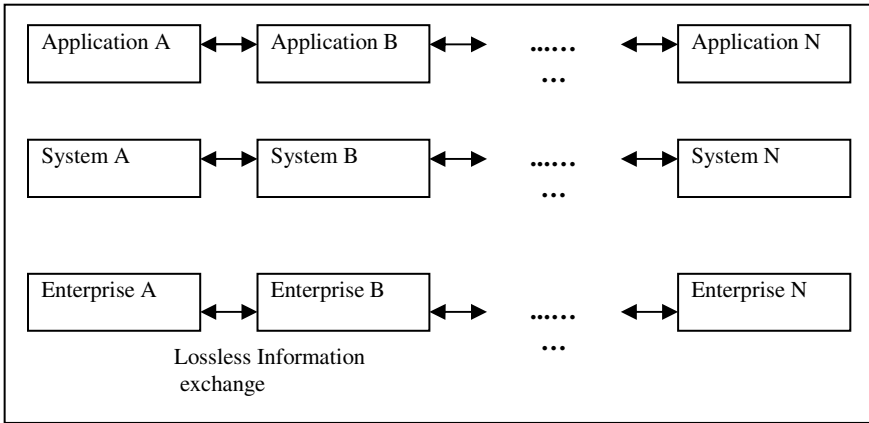 Application A Application B ...…… Application N
…
System A System B ...…… System N
…
Enterprise A Enterprise B ...…… Enterprise N
…
Lossless Information
exchange